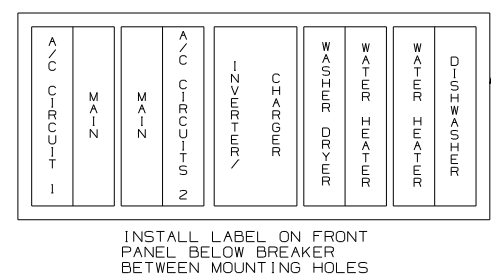 A/C CIRCUIT 1
MAIN
MAIN
A/C CIRCUITS 2
INVERTER/
CHARGER
WASHER DRYER
WATER HEATER
WATER HEATER
DISHWASHER
INSTALL LABEL ON FRONT
PANEL BELOW BREAKER
BETWEEN MOUNTING HOLES